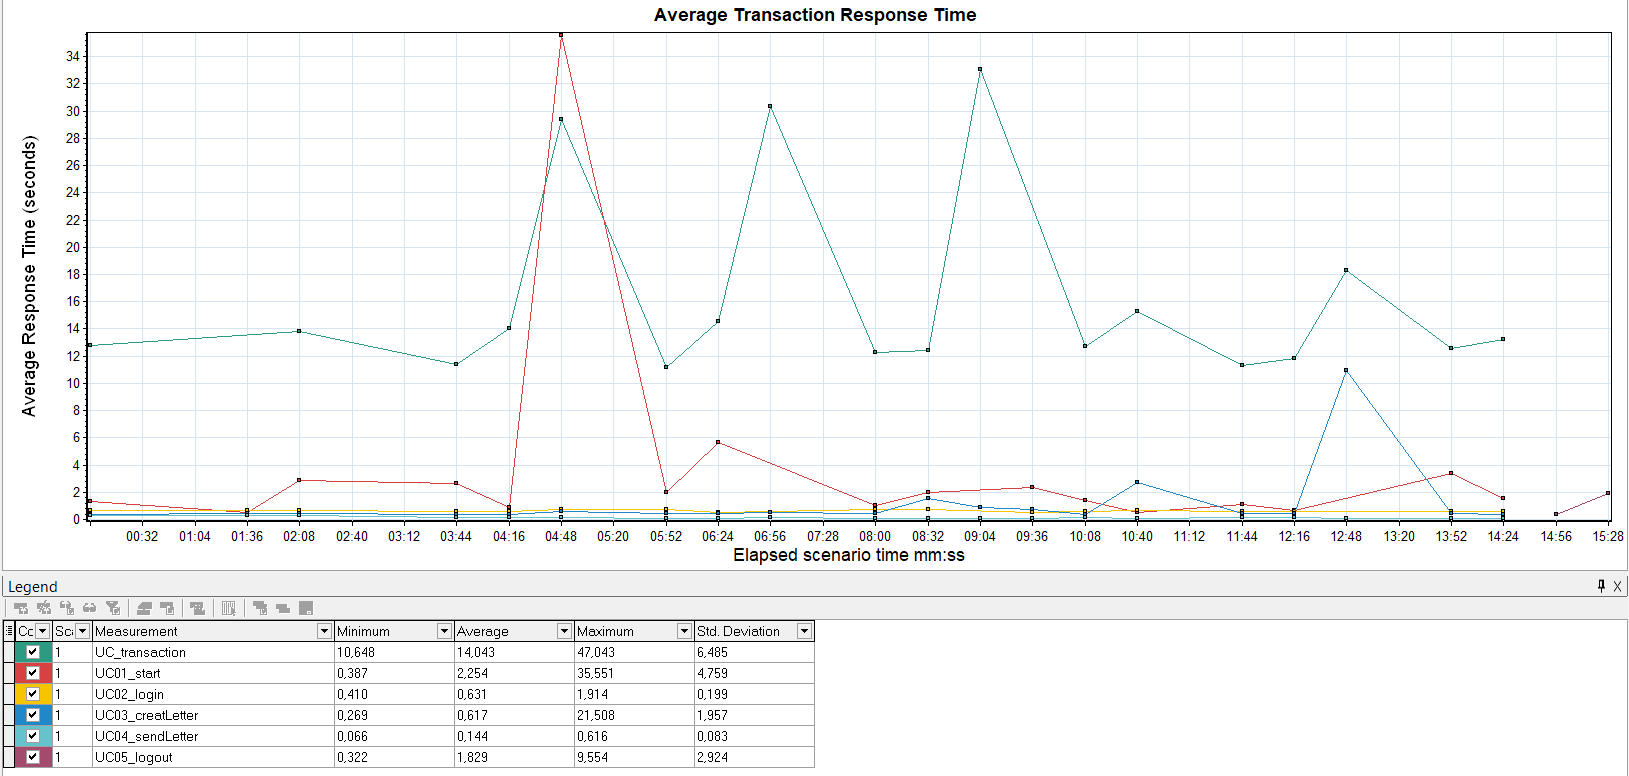 Average Transaction Response Time
Average Response Time (seconds)
34
32
30
28
26
24
22
20
18
16
14
12
10
8
6
4
2
0
00:32 01:04 01:36 02:08 02:40 03:12 03:44 04:16 04:48 05:20 05:52 06:24 06:56 07:28 08:00 08:32 09:04 09:36 10:08 10:40 11:12 11:44 12:16 12:48 13:20 13:52 14:24 14:56 15:28
Elapsed scenario time mm:ss
Legend
Cc Sc Measurement Minimum Average Maximum Std. Deviation
1 UC_transaction 10,648 14,043 47,043 6,485
1 UC01_start 0,387 2,254 35,551 4,759
1 UC02_login 0,410 0,631 1,914 0,199
1 UC03_creatLetter 0,269 0,617 21,508 1,957
1 UC04_sendLetter 0,066 0,144 0,616 0,083
1 UC05_logout 0,322 1,829 9,554 2,924